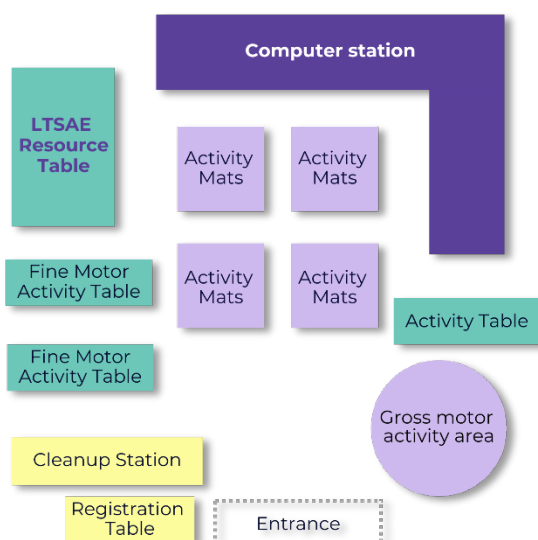 Computer station
LTSAE
Resource
Table
Activity
Mats
Activity
Mats
Fine Motor
Activity Table
Activity
Mats
Activity
Mats
Activity Table
Fine Motor
Activity Table
Gross motor
activity area
Cleanup Station
Registration
Table
Entrance